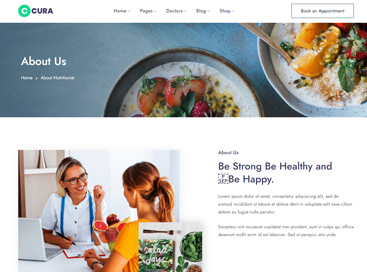 CURA
Home Pages Doctors Blog Shop
Book an Appointment
About Us
Home About Nutritionist
About Us
Be Strong Be Healthy and
Be Happy.
Lorem ipsum dolor sit amet, consectetur adipiscing elit, sed do
eiusmod incididunt ut labore et dolore derit in voluptate velit esse cillum
dolore eu fugiat nulla pariatur.
Excepteur sint occaecat cupidatat non proident, sunt in culpa qui officia
deserunt mollit anim id est laborum. Sed ut perspici atis unde.
salad
Jays